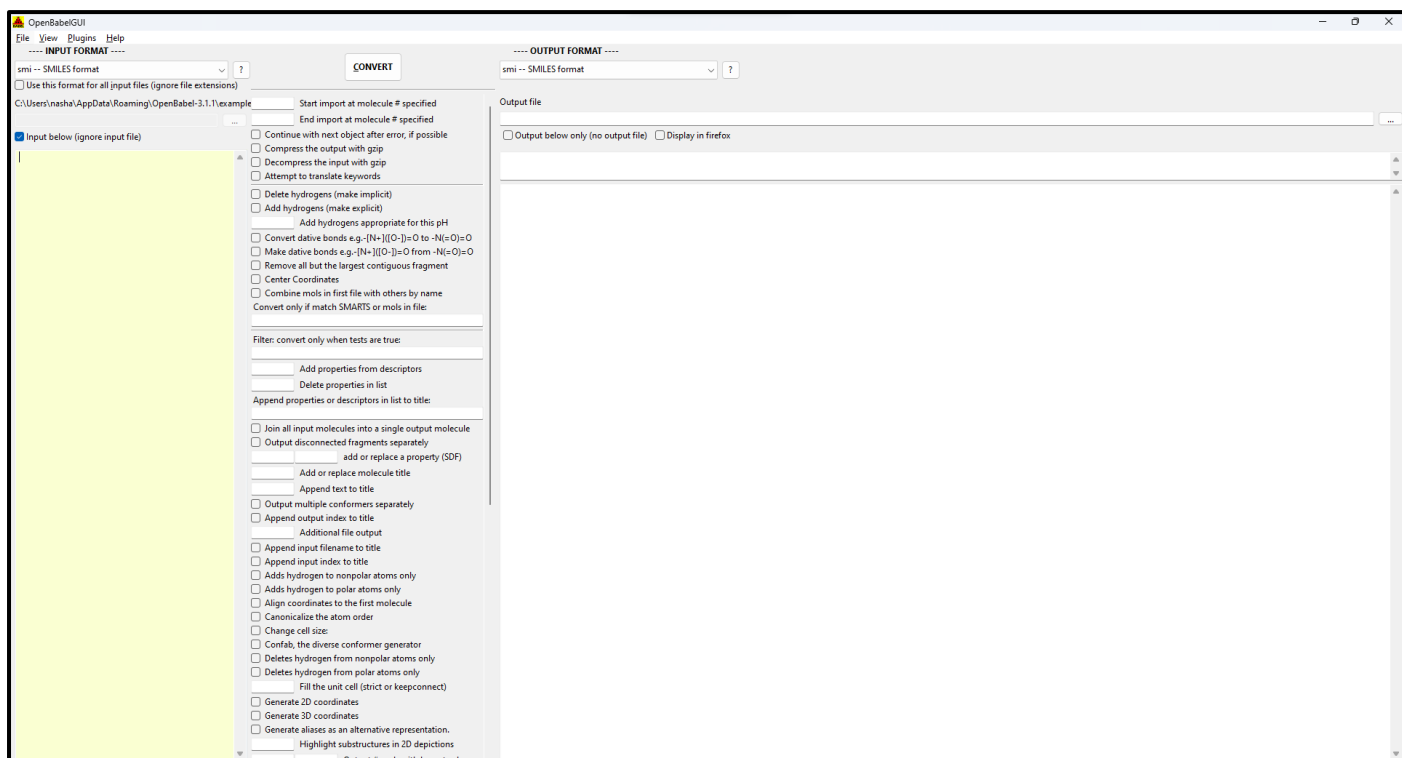 OpenBabelGUI
File View Plugins Help
---- INPUT FORMAT ----
smi -- SMILES format
?
Use this format for all input files (ignore file extensions)
C:\Users\nasha\AppData\Roaming\OpenBabel-3.1.1\example
...
Input below (ignore input file)
CONVERT
Start import at molecule # specified
End import at molecule # specified
Continue with next object after error, if possible
Compress the output with gzip
Decompress the input with gzip
Attempt to translate keywords
Delete hydrogens (make implicit)
Add hydrogens (make explicit)
Add hydrogens appropriate for this pH
Convert dative bonds e.g.-[N+]([O-])=O to -N(=O)=O
Make dative bonds e.g.-[N+]([O-])=O from -N(=O)=O
Remove all but the largest contiguous fragment
Center Coordinates
Combine mols in first file with others by name
Convert only if match SMARTS or mols in file:
Filter: convert only when tests are true:
Add properties from descriptors
Delete properties in list
Append properties or descriptors in list to title:
Join all input molecules into a single output molecule
Output disconnected fragments separately
add or replace a property (SDF)
Add or replace molecule title
Append text to title
Output multiple conformers separately
Append output index to title
Additional file output
Append input filename to title
Append input index to title
Adds hydrogen to nonpolar atoms only
Adds hydrogen to polar atoms only
Align coordinates to the first molecule
Canonicalize the atom order
Change cell size:
Confab, the diverse conformer generator
Deletes hydrogen from nonpolar atoms only
Deletes hydrogen from polar atoms only
Fill the unit cell (strict or keepconnect)
Generate 2D coordinates
Generate 3D coordinates
Generate aliases as an alternative representation.
Highlight substructures in 2D depictions
---- OUTPUT FORMAT ----
smi -- SMILES format
?
Output file
...
Output below only (no output file) Display in firefox